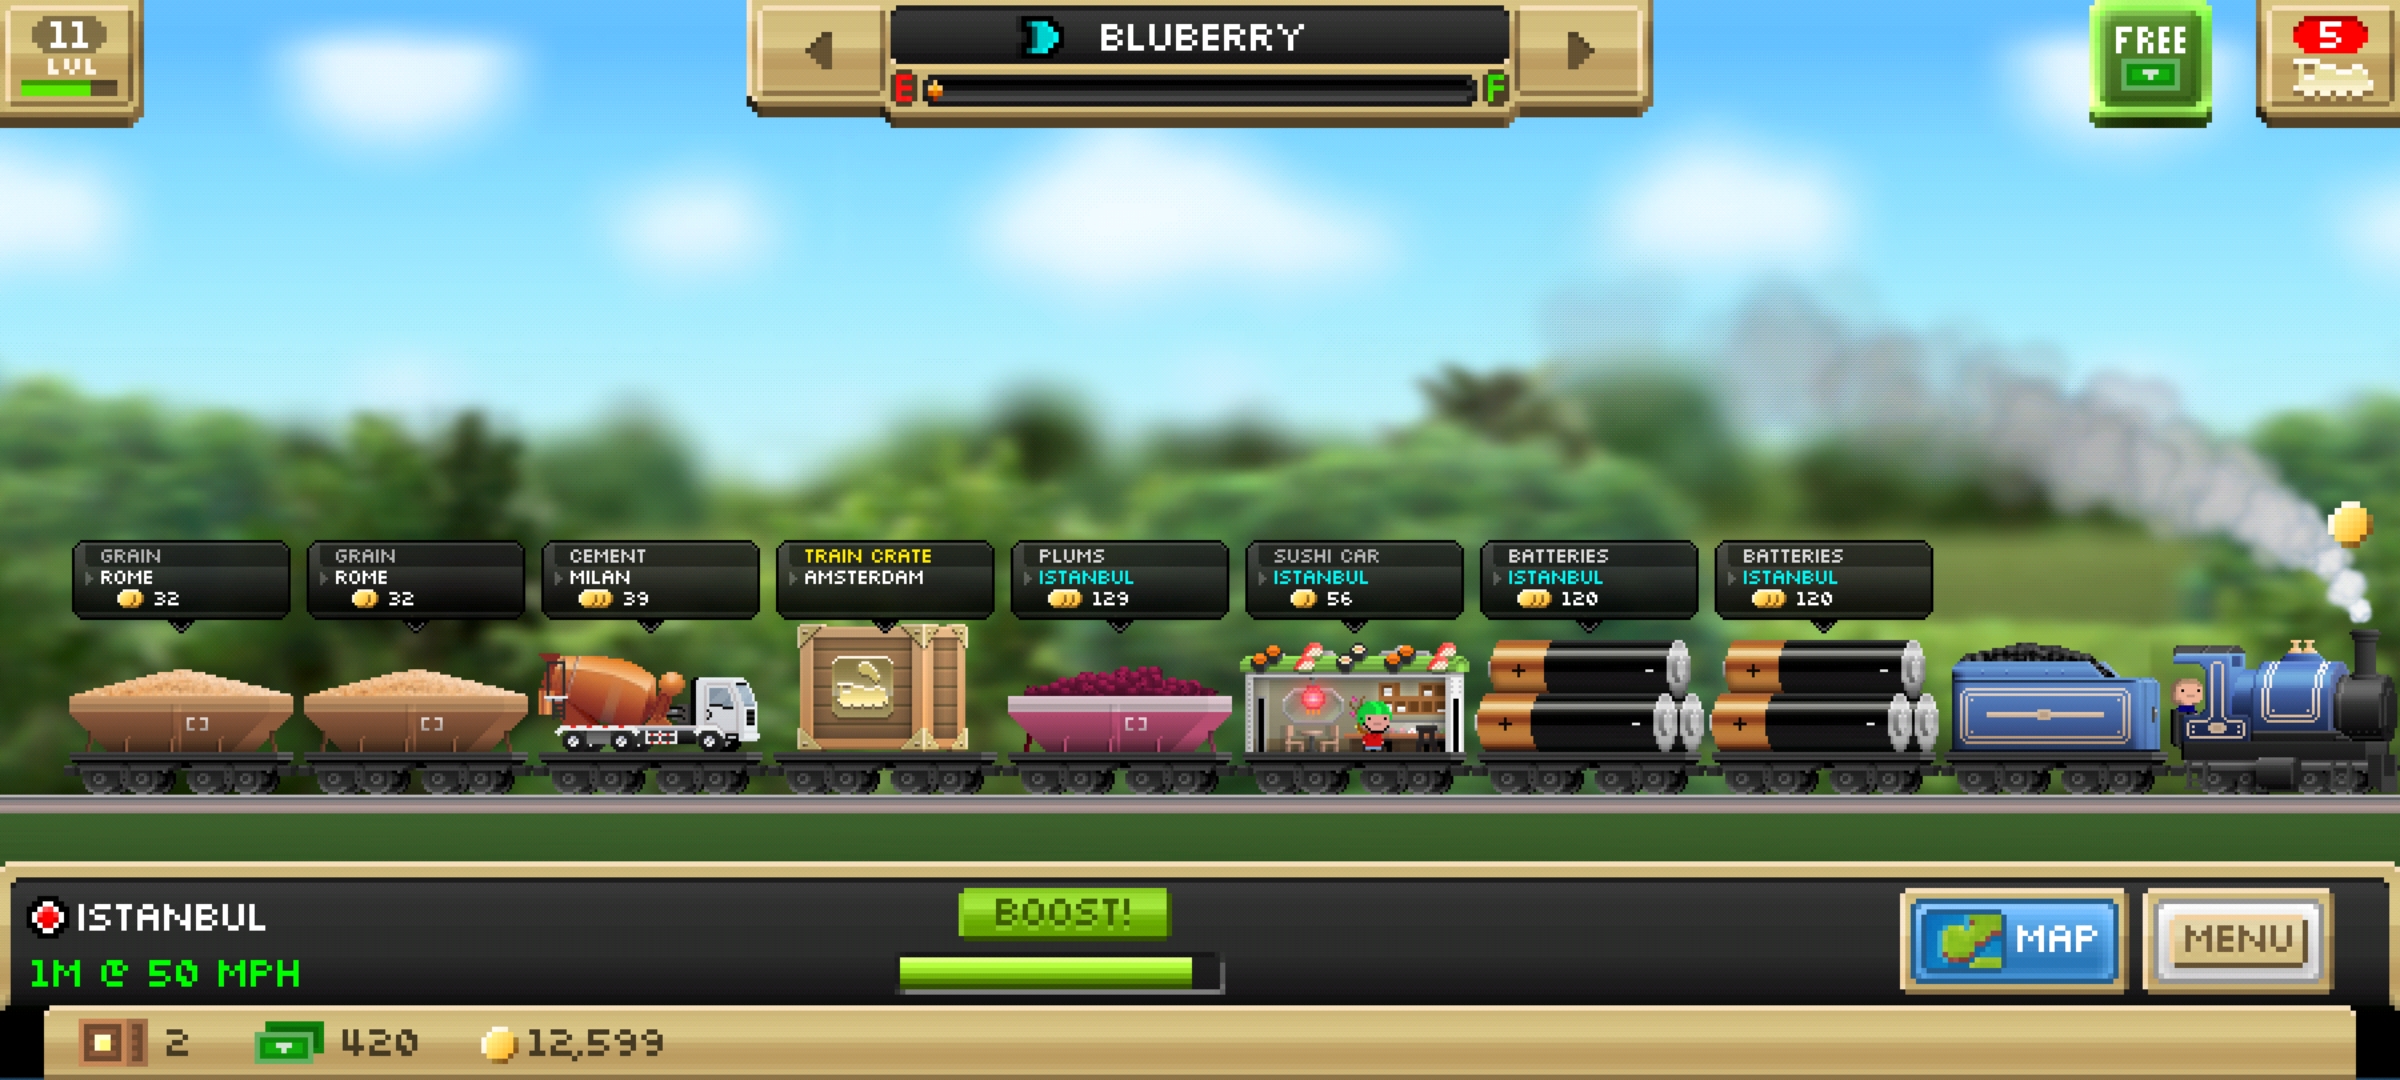 11
LVL
BLUBERRY
E
F
FREE
5
GRAIN
ROME
32
GRAIN
ROME
32
CEMENT
MILAN
39
TRAIN CRATE
AMSTERDAM
PLUMS
ISTANBUL
129
SUSHI CAR
ISTANBUL
56
BATTERIES
ISTANBUL
120
BATTERIES
ISTANBUL
120
ISTANBUL
1M @ 50 MPH
BOOST!
MAP
MENU
2
420
12,599